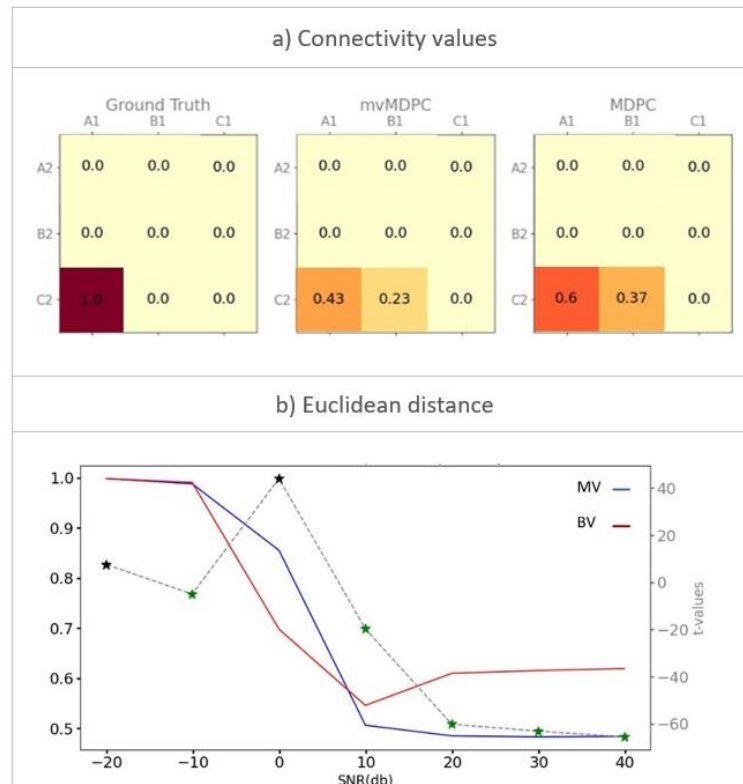 a) Connectivity values
Ground Truth mvMDPC MDPC
A1 B1 C1 A1 B1 C1 A1 B1 C1
A2 0.0 0.0 0.0 A2 0.0 0.0 0.0 A2 0.0 0.0 0.0
B2 0.0 0.0 0.0 B2 0.0 0.0 0.0 B2 0.0 0.0 0.0
C2 1.0 0.0 0.0 C2 0.43 0.23 0.0 C2 0.6 0.37 0.0
b) Euclidean distance
1.0 MV 40
0.9 BV 20
0.8 0
0.7 −20
0.6 −40
0.5 −60
t-values
−20 −10 0 10 20 30 40
SNR(db)